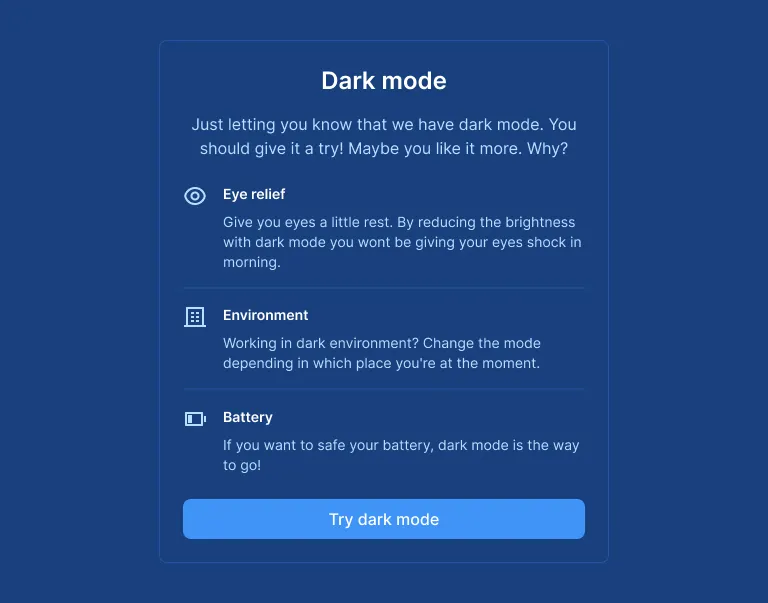 Dark mode
Just letting you know that we have dark mode. You
should give it a try! Maybe you like it more. Why?
Eye relief
Give you eyes a little rest. By reducing the brightness
with dark mode you wont be giving your eyes shock in
morning.
Environment
Working in dark environment? Change the mode
depending in which place you're at the moment.
Battery
If you want to safe your battery, dark mode is the way
to go!
Try dark mode